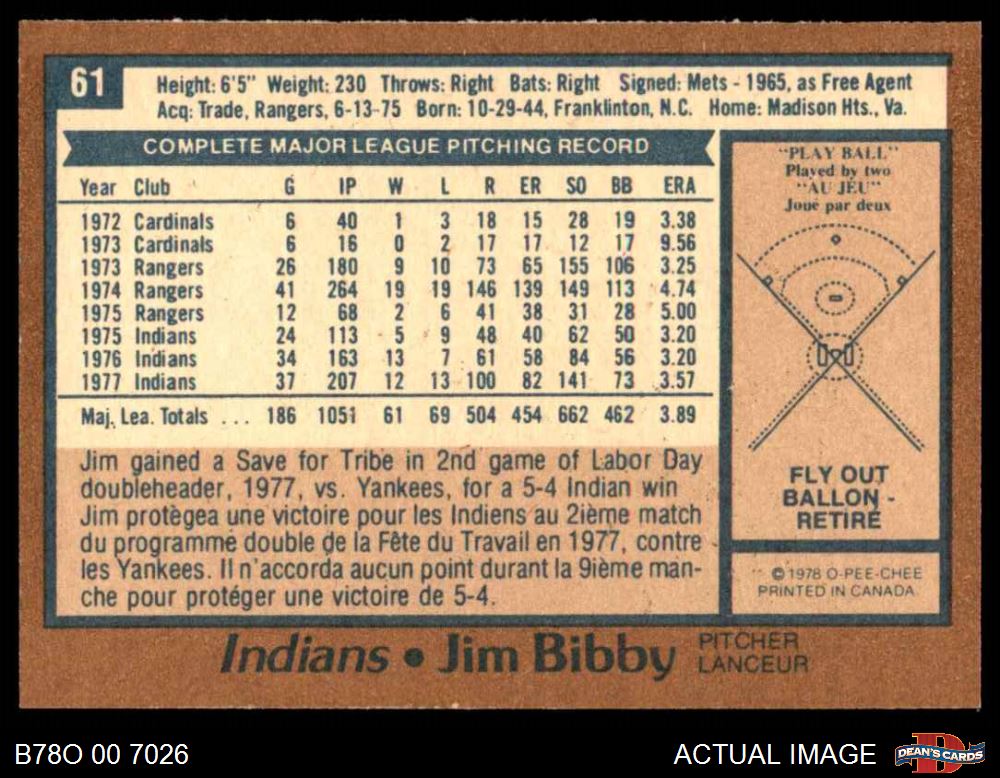 61
Height: 6'5" Weight: 230 Throws: Right Bats: Right Signed: Mets - 1965, as Free Agent
Acq: Trade, Rangers, 6-13-75 Born: 10-29-44, Franklinton, N.C. Home: Madison Hts., Va.
COMPLETE MAJOR LEAGUE PITCHING RECORD
Year Club G IP W L R ER SO BB ERA
1972 Cardinals 6 40 1 3 18 15 28 19 3.38
1973 Cardinals 6 16 0 2 17 17 12 17 9.56
1973 Rangers 26 180 9 10 73 65 155 106 3.25
1974 Rangers 41 264 19 19 146 139 149 113 4.74
1975 Rangers 12 68 2 6 41 38 31 28 5.00
1975 Indians 24 113 5 9 48 40 62 50 3.20
1976 Indians 34 163 13 7 61 58 84 56 3.20
1977 Indians 37 207 12 13 100 82 141 73 3.57
Maj. Lea. Totals ... 186 1051 61 69 504 454 662 462 3.89
Jim gained a Save for Tribe in 2nd game of Labor Day
doubleheader, 1977, vs. Yankees, for a 5-4 Indian win
Jim protègea une victoire pour les Indiens au 2ième match
du programme double de la Fête du Travail en 1977, contre
les Yankees. Il n'accorda aucun point durant la 9ième man-
che pour protéger une victoire de 5-4.
"PLAY BALL"
Played by two
"AU JEU"
Joué par deux
FLY OUT
BALLON -
RETIRÉ
© 1978 O-PEE-CHEE
PRINTED IN CANADA
Indians • Jim Bibby
PITCHER
LANCEUR
B78O 00 7026
ACTUAL IMAGE
DEAN'S CARDS